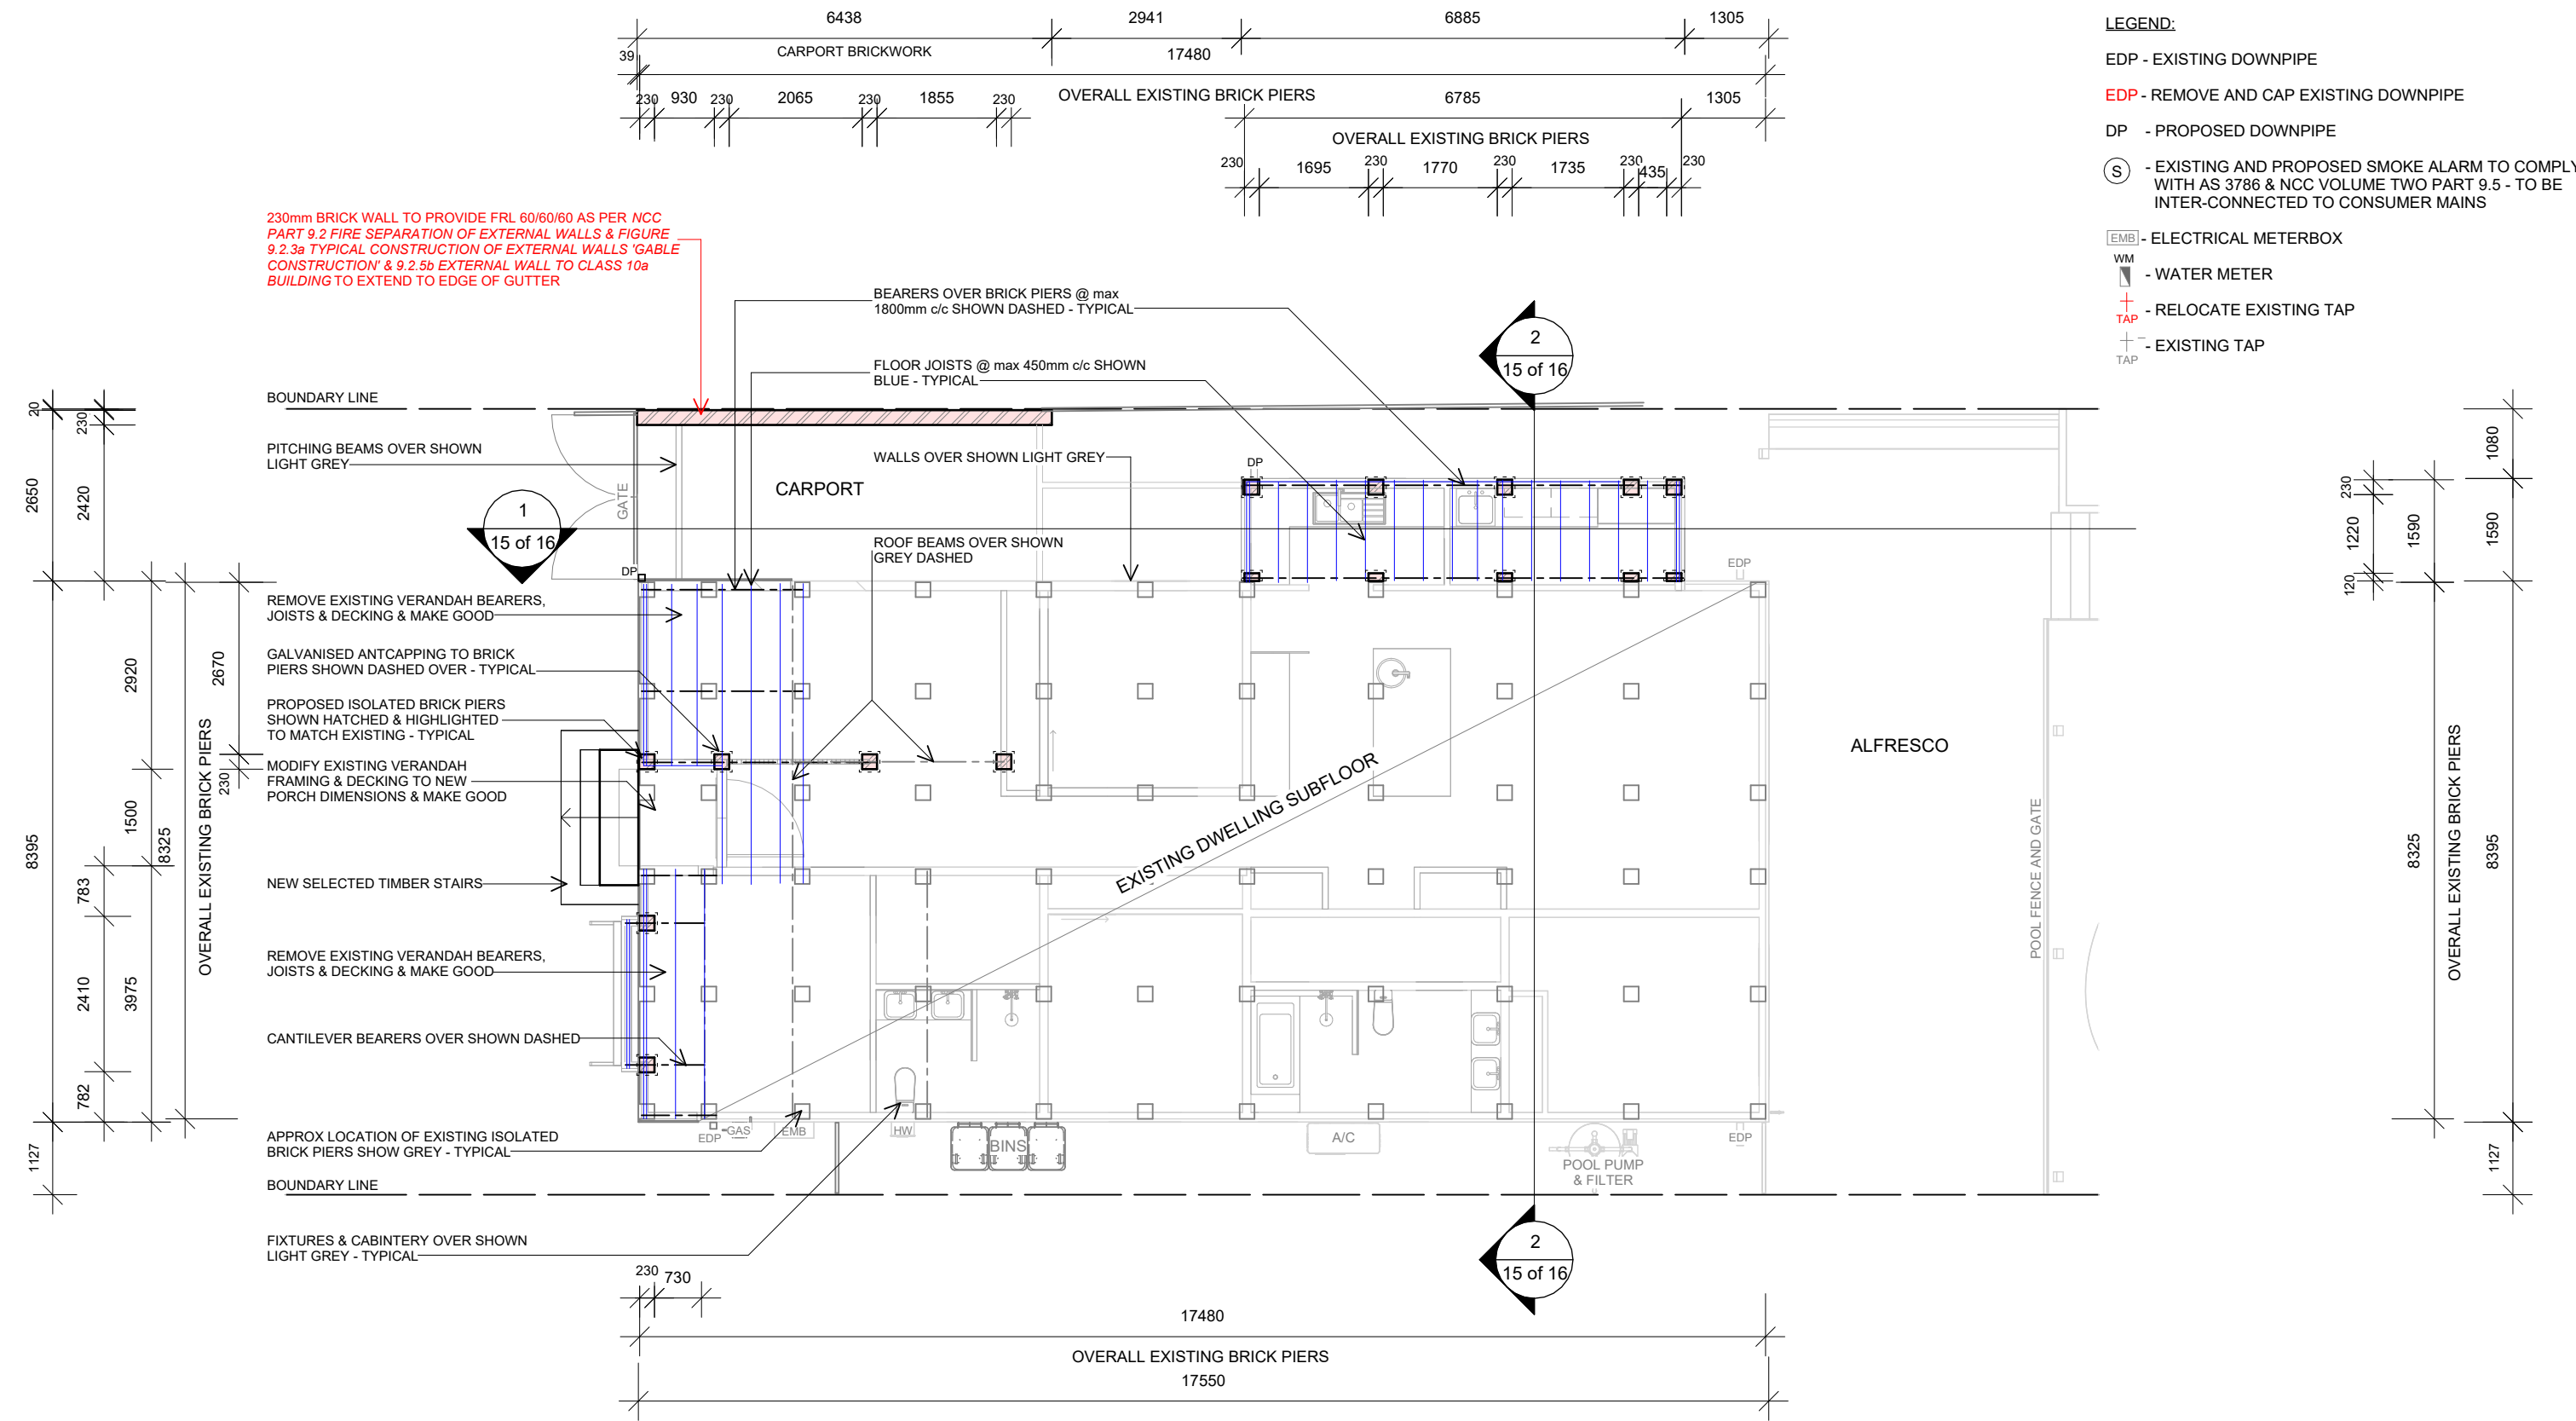 6438
2941
6885
1305
CARPORT BRICKWORK
17480
39
OVERALL EXISTING BRICK PIERS
230
930
230
2065
230
1855
230
6785
1305
OVERALL EXISTING BRICK PIERS
230
1695
230
1770
230
1735
230
435
230
LEGEND:
EDP - EXISTING DOWNPIPE
EDP - REMOVE AND CAP EXISTING DOWNPIPE
DP - PROPOSED DOWNPIPE
S - EXISTING AND PROPOSED SMOKE ALARM TO COMPLY
WITH AS 3786 & NCC VOLUME TWO PART 9.5 - TO BE
INTER-CONNECTED TO CONSUMER MAINS
EMB - ELECTRICAL METERBOX
WM
- WATER METER
TAP - RELOCATE EXISTING TAP
TAP - EXISTING TAP
230mm BRICK WALL TO PROVIDE FRL 60/60/60 AS PER NCC
PART 9.2 FIRE SEPARATION OF EXTERNAL WALLS & FIGURE
9.2.3a TYPICAL CONSTRUCTION OF EXTERNAL WALLS 'GABLE
CONSTRUCTION' & 9.2.5b EXTERNAL WALL TO CLASS 10a
BUILDING TO EXTEND TO EDGE OF GUTTER
BEARERS OVER BRICK PIERS @ max
1800mm c/c SHOWN DASHED - TYPICAL
FLOOR JOISTS @ max 450mm c/c SHOWN
BLUE - TYPICAL
2
15 of 16
BOUNDARY LINE
PITCHING BEAMS OVER SHOWN
LIGHT GREY
WALLS OVER SHOWN LIGHT GREY
CARPORT
GATE
DP
1
15 of 16
ROOF BEAMS OVER SHOWN
GREY DASHED
DP
EDP
REMOVE EXISTING VERANDAH BEARERS,
JOISTS & DECKING & MAKE GOOD
GALVANISED ANTCAPPING TO BRICK
PIERS SHOWN DASHED OVER - TYPICAL
PROPOSED ISOLATED BRICK PIERS
SHOWN HATCHED & HIGHLIGHTED
TO MATCH EXISTING - TYPICAL
MODIFY EXISTING VERANDAH
FRAMING & DECKING TO NEW
PORCH DIMENSIONS & MAKE GOOD
NEW SELECTED TIMBER STAIRS
REMOVE EXISTING VERANDAH BEARERS,
JOISTS & DECKING & MAKE GOOD
CANTILEVER BEARERS OVER SHOWN DASHED
APPROX LOCATION OF EXISTING ISOLATED
BRICK PIERS SHOW GREY - TYPICAL
BOUNDARY LINE
FIXTURES & CABINTERY OVER SHOWN
LIGHT GREY - TYPICAL
20
230
2650
2420
2920
2670
230
1500
8325
OVERALL EXISTING BRICK PIERS
8395
783
2410
3975
782
1127
EXISTING DWELLING SUBFLOOR
ALFRESCO
POOL FENCE AND GATE
EDP
GAS
EMB
HW
BINS
A/C
POOL PUMP
& FILTER
EDP
1080
230
1220
1590
1590
120
8325
OVERALL EXISTING BRICK PIERS
8395
1127
2
15 of 16
230
730
17480
OVERALL EXISTING BRICK PIERS
17550